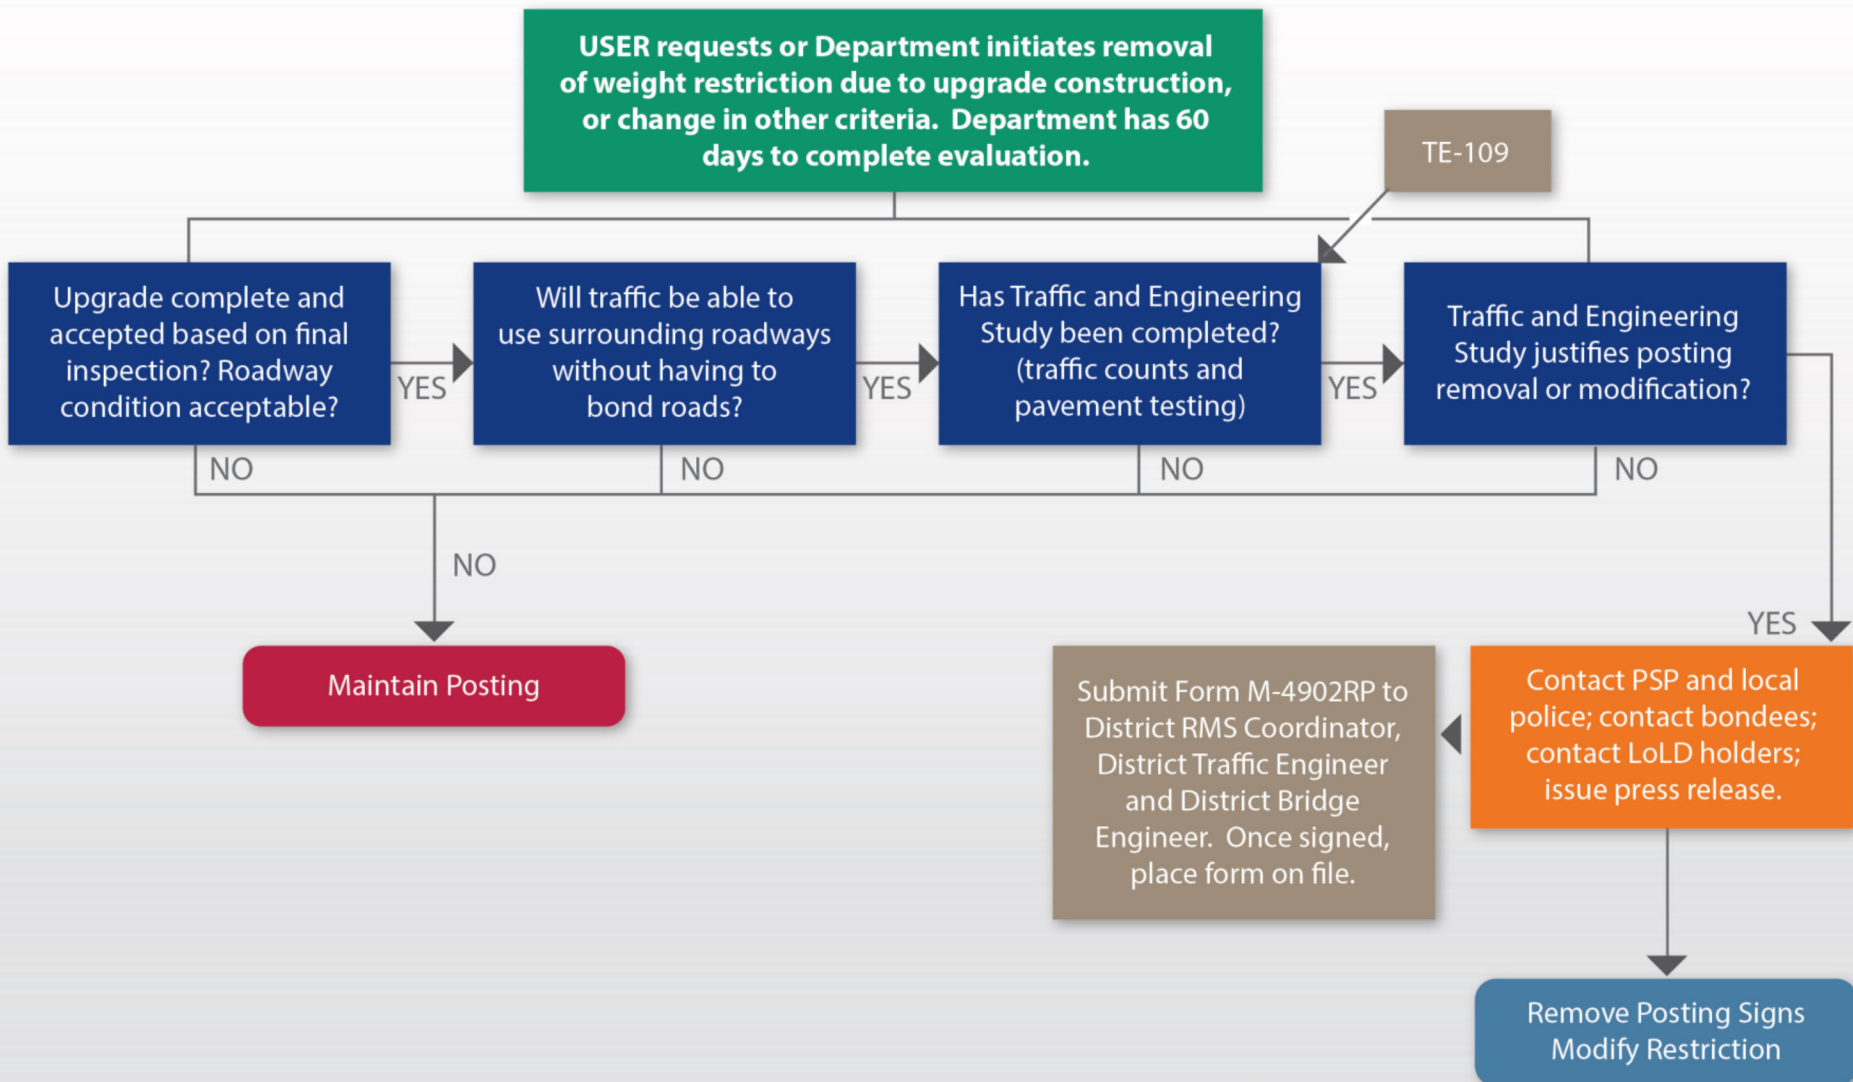 USER requests or Department initiates removal
of weight restriction due to upgrade construction,
or change in other criteria.  Department has 60
days to complete evaluation.
TE-109
Upgrade complete and
accepted based on final
inspection? Roadway
condition acceptable?
YES
Will traffic be able to
use surrounding roadways
without having to
bond roads?
YES
Has Traffic and Engineering
Study been completed?
(traffic counts and
pavement testing)
YES
Traffic and Engineering
Study justifies posting
removal or modification?
NO
NO
NO
NO
NO
YES
Maintain Posting
Submit Form M-4902RP to
District RMS Coordinator,
District Traffic Engineer
and District Bridge
Engineer.  Once signed,
place form on file.
Contact PSP and local
police; contact bondees;
contact LoLD holders;
issue press release.
Remove Posting Signs
Modify Restriction